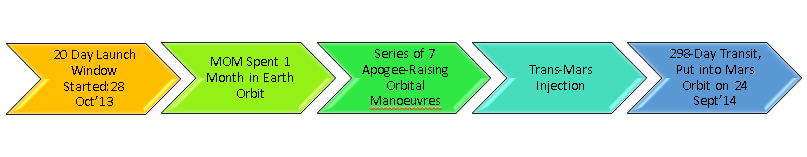 20 Day Launch
Window
Started:28
Oct'13
MOM Spent 1
Month in Earth
Orbit
Series of 7
Apogee-Raising
Orbital
Manoeuvres
Trans-Mars
Injection
298-Day Transit,
Put into Mars
Orbit on 24
Sept'14